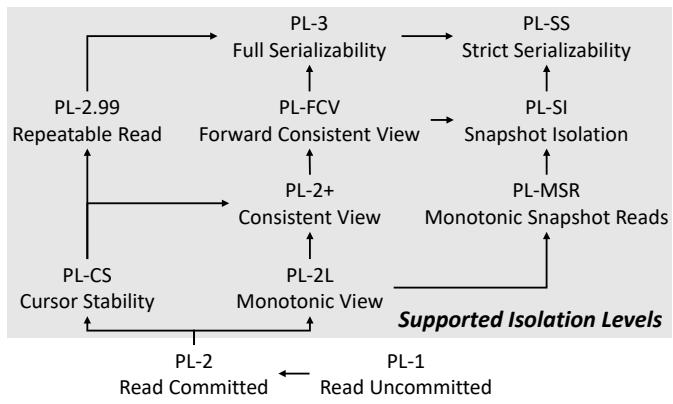 PL-3
Full Serializability
PL-SS
Strict Serializability
PL-2.99
Repeatable Read
PL-FCV
Forward Consistent View
PL-SI
Snapshot Isolation
PL-2+
Consistent View
PL-MSR
Monotonic Snapshot Reads
PL-CS
Cursor Stability
PL-2L
Monotonic View
Supported Isolation Levels
PL-2
Read Committed
PL-1
Read Uncommitted